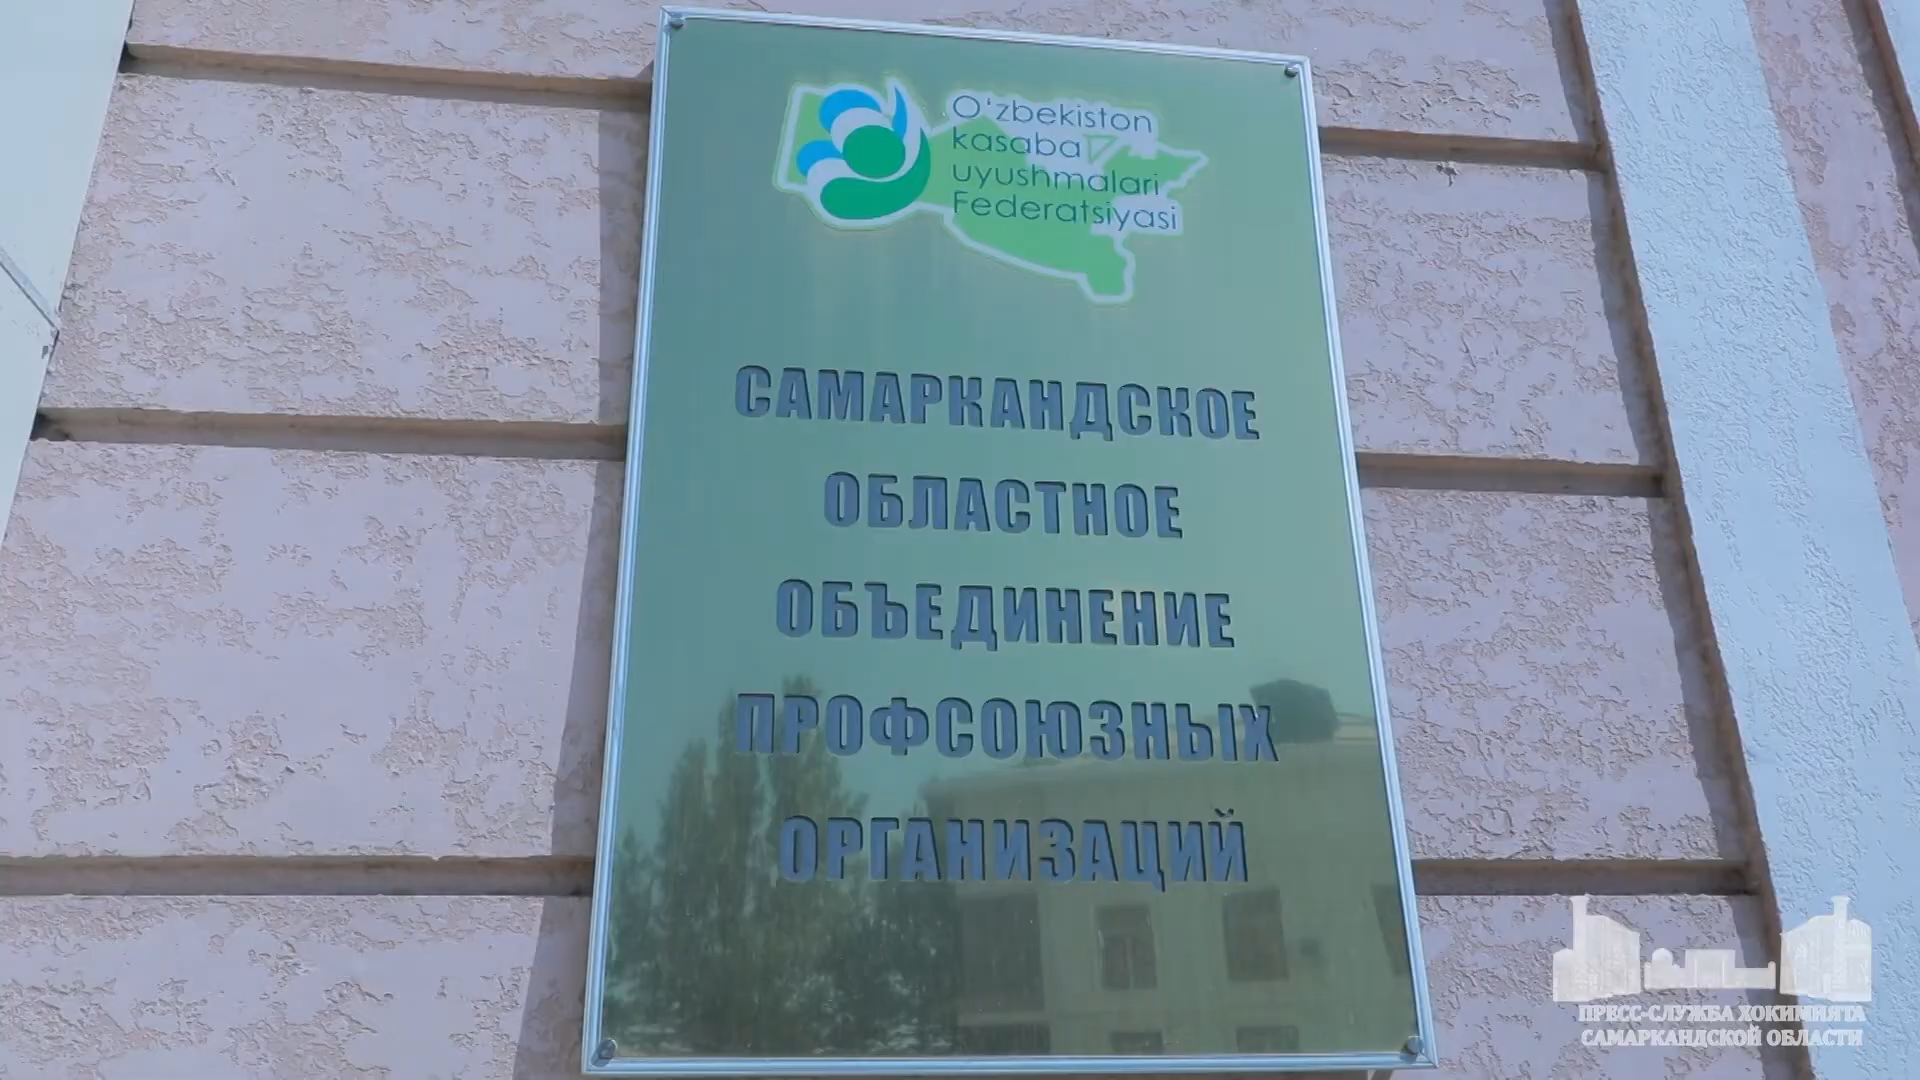 O‘zbekiston
kasaba
uyushmalari
Federatsiyasi
САМАРКАНДСКОЕ
ОБЛАСТНОЕ
ОБЪЕДИНЕНИЕ
ПРОФСОЮЗНЫХ
ОРГАНИЗАЦИЙ
ПРЕСС-СЛУЖБА ХОКИМИЯТА
САМАРКАНДСКОЙ ОБЛАСТИ